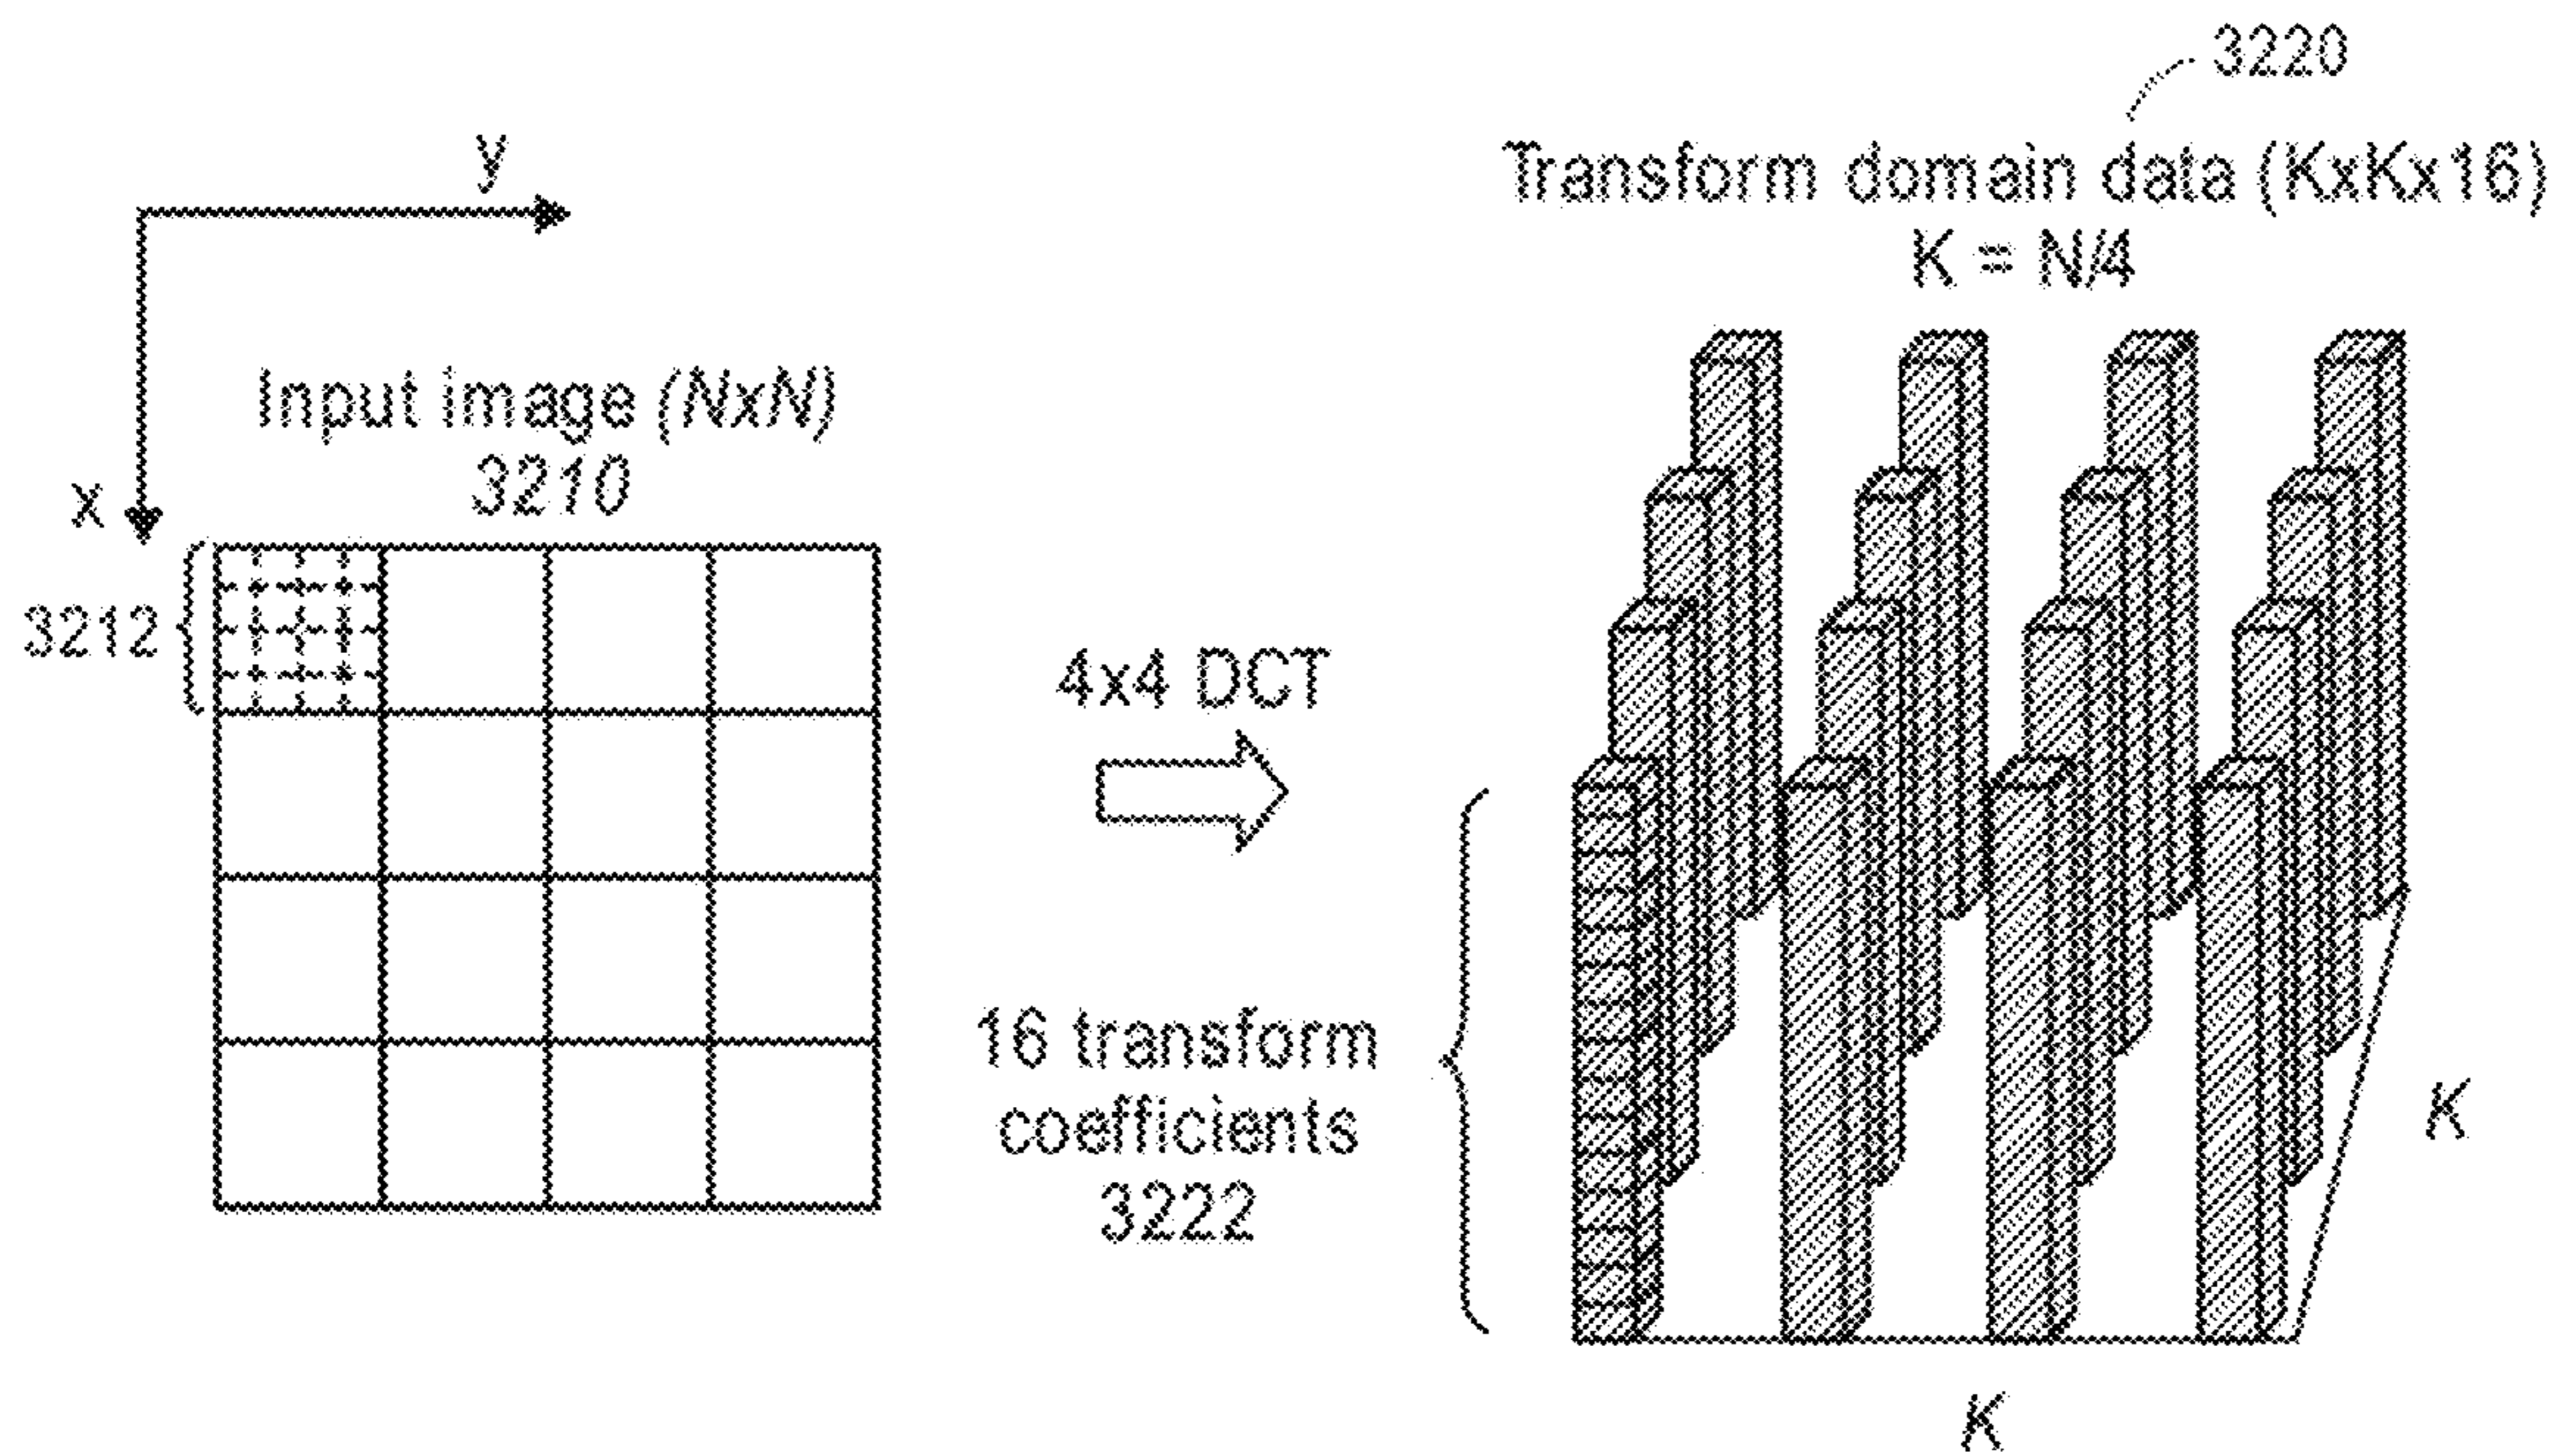 3220
Transform domain data (KxKx16)
K = N/4
y
x
Input image (NxN)
3210
3212
4x4 DCT
16 transform
coefficients
3222
K
K